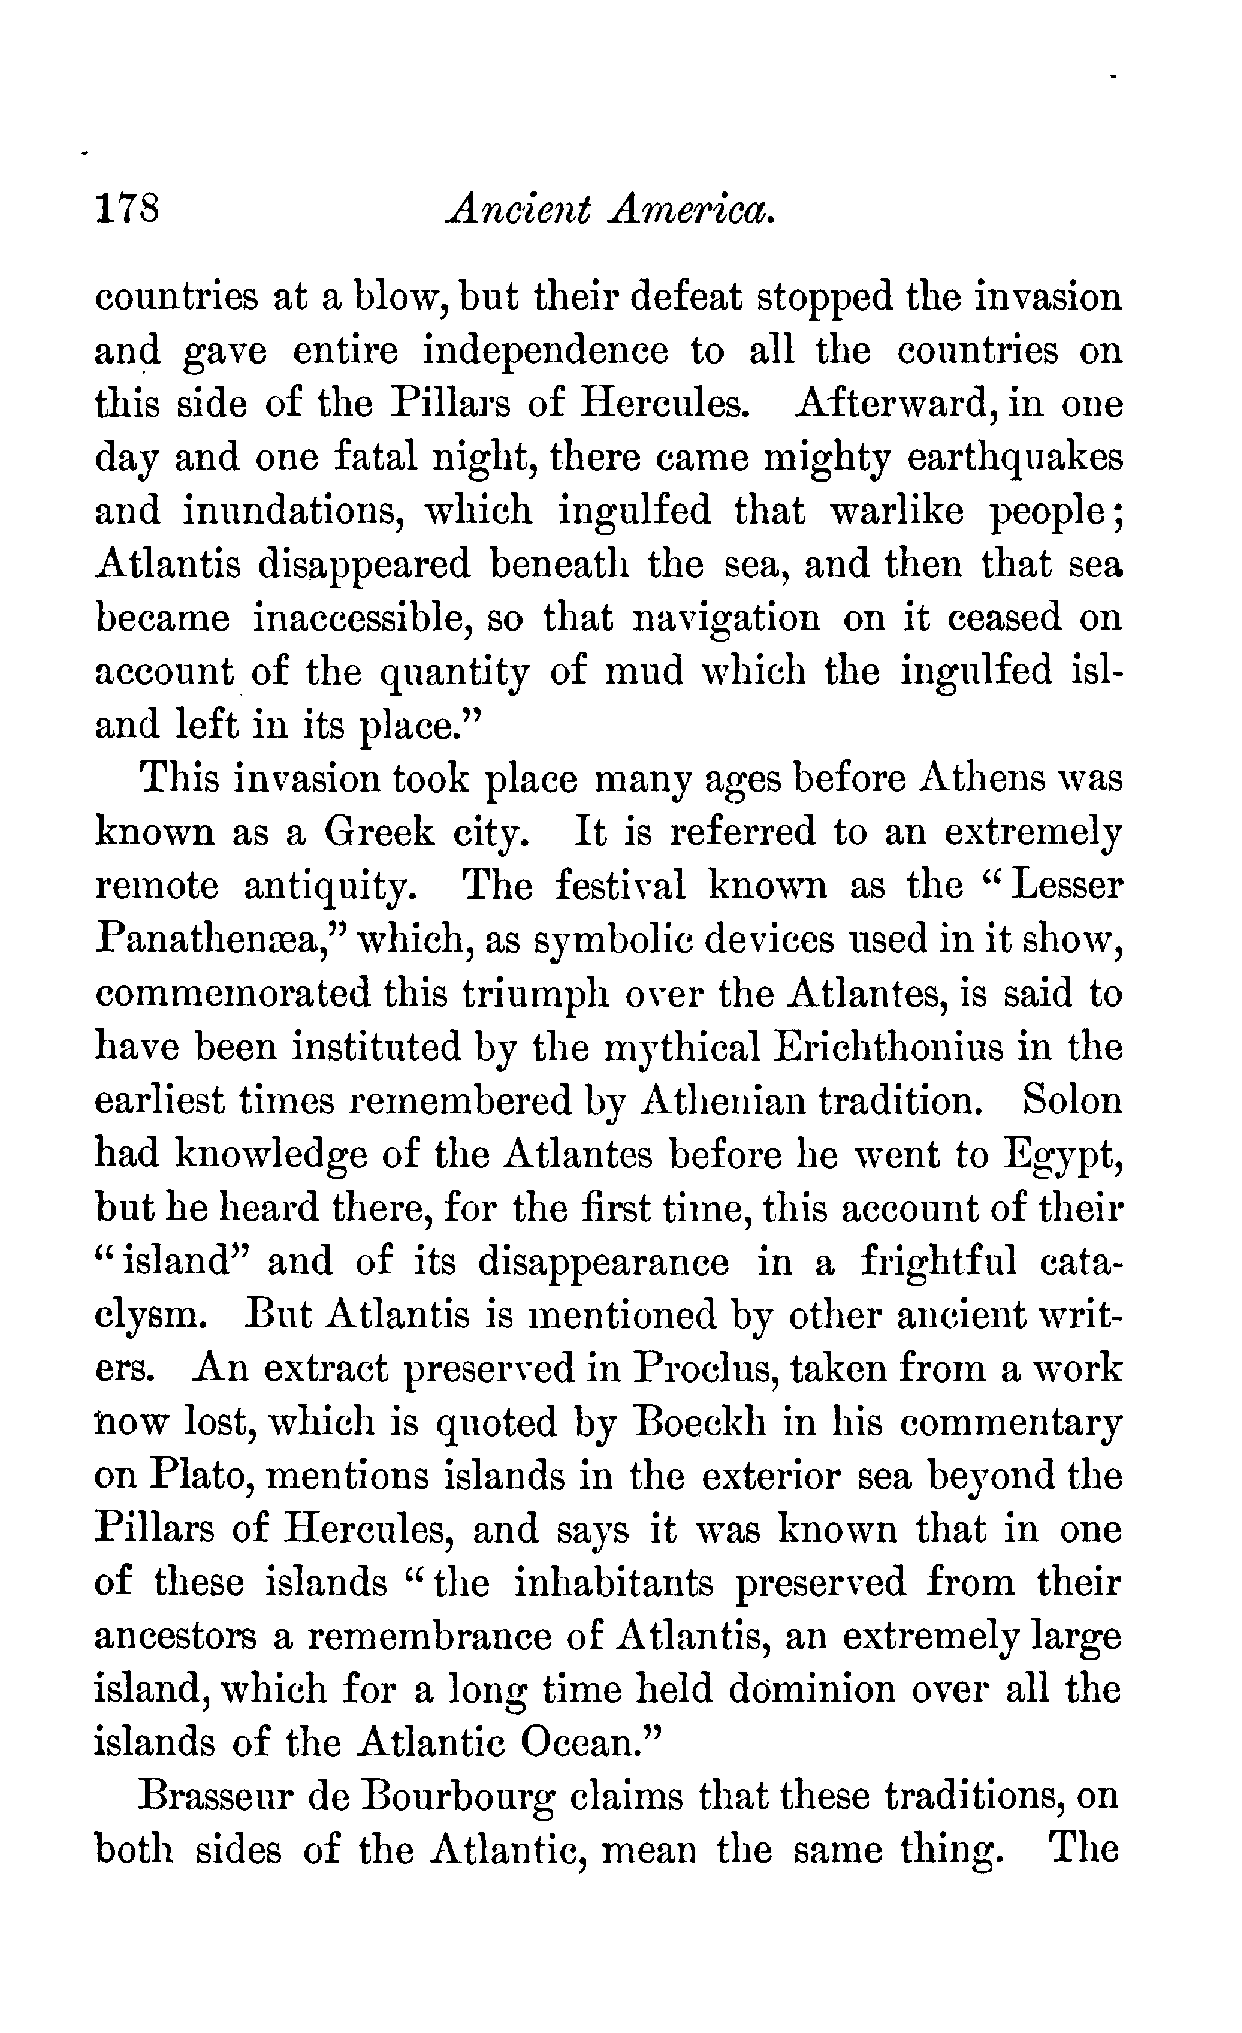 178 Ancient America.
countries at a blow, but their defeat stopped the invasion
and gave entire independence to all the countries on
this side of the Pillars of Hercules. Afterward, in one
day and one fatal night, there came mighty earthquakes
and inundations, which ingulfed that warlike people;
Atlantis disappeared beneath the sea, and then that sea
became inaccessible, so that navigation on it ceased on
account of the quantity of mud which the ingulfed isl-
and left in its place."
This invasion took place many ages before Athens was
known as a Greek city. It is referred to an extremely
remote antiquity. The festival known as the "Lesser
Panathenæa," which, as symbolic devices used in it show,
commemorated this triumph over the Atlantes, is said to
have been instituted by the mythical Erichthonius in the
earliest times remembered by Athenian tradition. Solon
had knowledge of the Atlantes before he went to Egypt,
but he heard there, for the first time, this account of their
"island" and of its disappearance in a frightful cata-
clysm. But Atlantis is mentioned by other ancient writ-
ers. An extract preserved in Proclus, taken from a work
now lost, which is quoted by Boeckh in his commentary
on Plato, mentions islands in the exterior sea beyond the
Pillars of Hercules, and says it was known that in one
of these islands "the inhabitants preserved from their
ancestors a remembrance of Atlantis, an extremely large
island, which for a long time held dominion over all the
islands of the Atlantic Ocean."
Brasseur de Bourbourg claims that these traditions, on
both sides of the Atlantic, mean the same thing. The